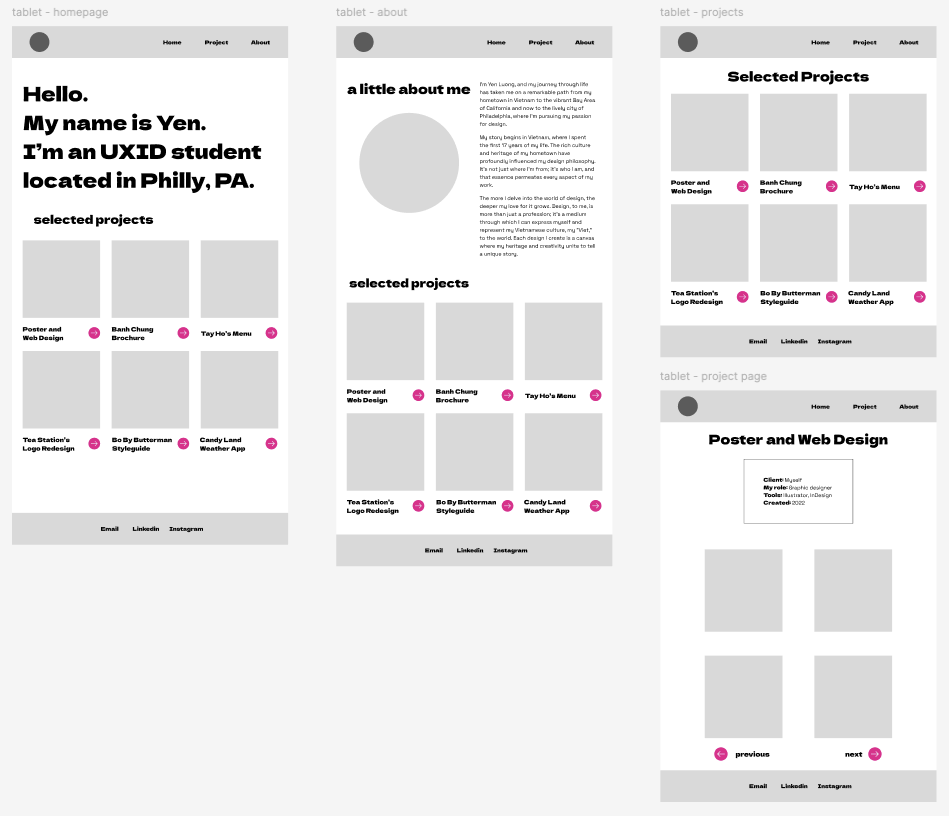 tablet - homepage
Home Project About
Hello.
My name is Yen.
I'm an UXID student
located in Philly, PA.
selected projects
Poster and
Web Design
Banh Chung
Brochure
Tay Ho's Menu
Tea Station's
Logo Redesign
Bo By Butterman
Styleguide
Candy Land
Weather App
Email Linkedin Instagram
tablet - about
Home Project About
a little about me
I'm Yen Luong, and my journey through life
has taken me on a remarkable path from my
hometown in Vietnam to the vibrant Bay Area
of California and now to the lively city of
Philadelphia, where I'm pursuing my passion
for design.
My story begins in Vietnam, where I spent
the first 17 years of my life. The rich culture
and heritage of my hometown have
profoundly influenced my design philosophy.
It's not just where I'm from; it's who I am, and
that essence permeates every aspect of my
work.
The more I delve into the world of design, the
deeper my love for it grows. Design, to me, is
more than just a profession; it's a medium
through which I can express myself and
represent my Vietnamese culture, my "Viet,"
to the world. Each design I create is a canvas
where my heritage and creativity unite to tell
a unique story.
selected projects
Poster and
Web Design
Banh Chung
Brochure
Tay Ho's Menu
Tea Station's
Logo Redesign
Bo By Butterman
Styleguide
Candy Land
Weather App
Email Linkedin Instagram
tablet - projects
Home Project About
Selected Projects
Poster and
Web Design
Banh Chung
Brochure
Tay Ho's Menu
Tea Station's
Logo Redesign
Bo By Butterman
Styleguide
Candy Land
Weather App
Email Linkedin Instagram
tablet - project page
Home Project About
Poster and Web Design
Client: Myself
My role: Graphic designer
Tools: Illustrator, InDesign
Created: 2022
previous next
Email Linkedin Instagram